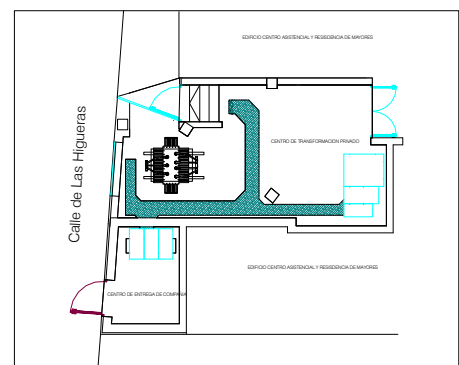 EDIFICIO CENTRO ASISTENCIAL Y RESIDENCIA DE MAYORES
CENTRO DE TRANSFORMACION PRIVADO
Calle de Las Higueras
EDIFICIO CENTRO ASISTENCIAL Y RESIDENCIA DE MAYORES
CENTRO DE ENTREGA DE COMPAÑIA